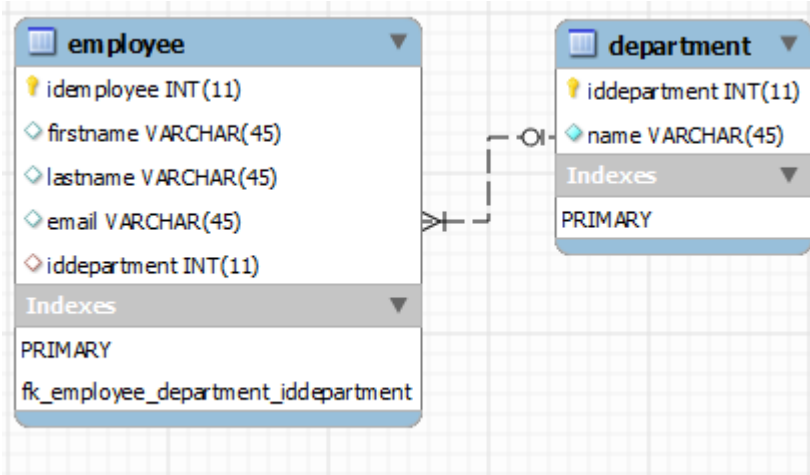 employee
idemployee INT(11)
firstname VARCHAR(45)
lastname VARCHAR(45)
email VARCHAR(45)
iddepartment INT(11)
Indexes
PRIMARY
fk_employee_department_iddepartment
department
iddepartment INT(11)
name VARCHAR(45)
Indexes
PRIMARY